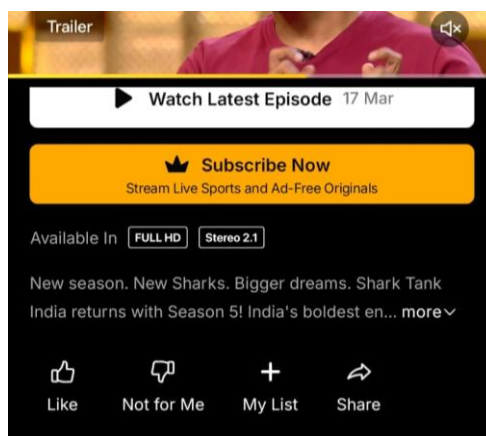 Trailer
Watch Latest Episode 17 Mar
Subscribe Now
Stream Live Sports and Ad-Free Originals
Available In FULL HD Stereo 2.1
New season. New Sharks. Bigger dreams. Shark Tank
India returns with Season 5! India's boldest en... more
Like Not for Me My List Share